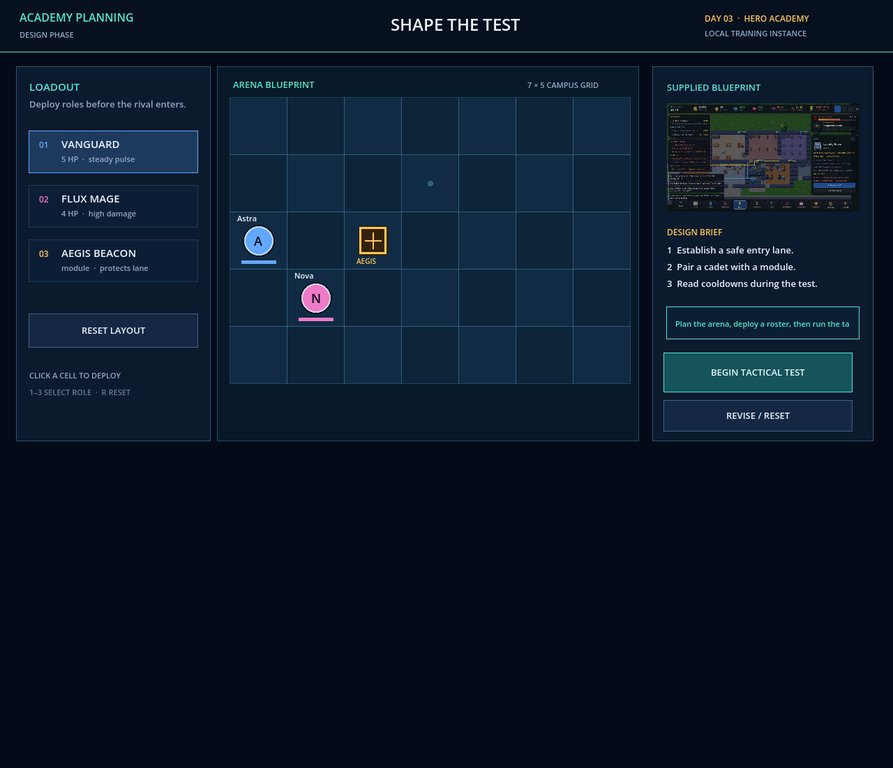 ACADEMY PLANNING
DESIGN PHASE
SHAPE THE TEST
DAY 03 · HERO ACADEMY
LOCAL TRAINING INSTANCE
LOADOUT
Deploy roles before the rival enters.
01 VANGUARD
5 HP · steady pulse
02 FLUX MAGE
4 HP · high damage
03 AEGIS BEACON
module · protects lane
RESET LAYOUT
CLICK A CELL TO DEPLOY
1–3 SELECT ROLE · R RESET
ARENA BLUEPRINT
7 × 5 CAMPUS GRID
Astra
A
AEGIS
Nova
N
SUPPLIED BLUEPRINT
DESIGN BRIEF
1 Establish a safe entry lane.
2 Pair a cadet with a module.
3 Read cooldowns during the test.
Plan the arena, deploy a roster, then run the ta
BEGIN TACTICAL TEST
REVISE / RESET